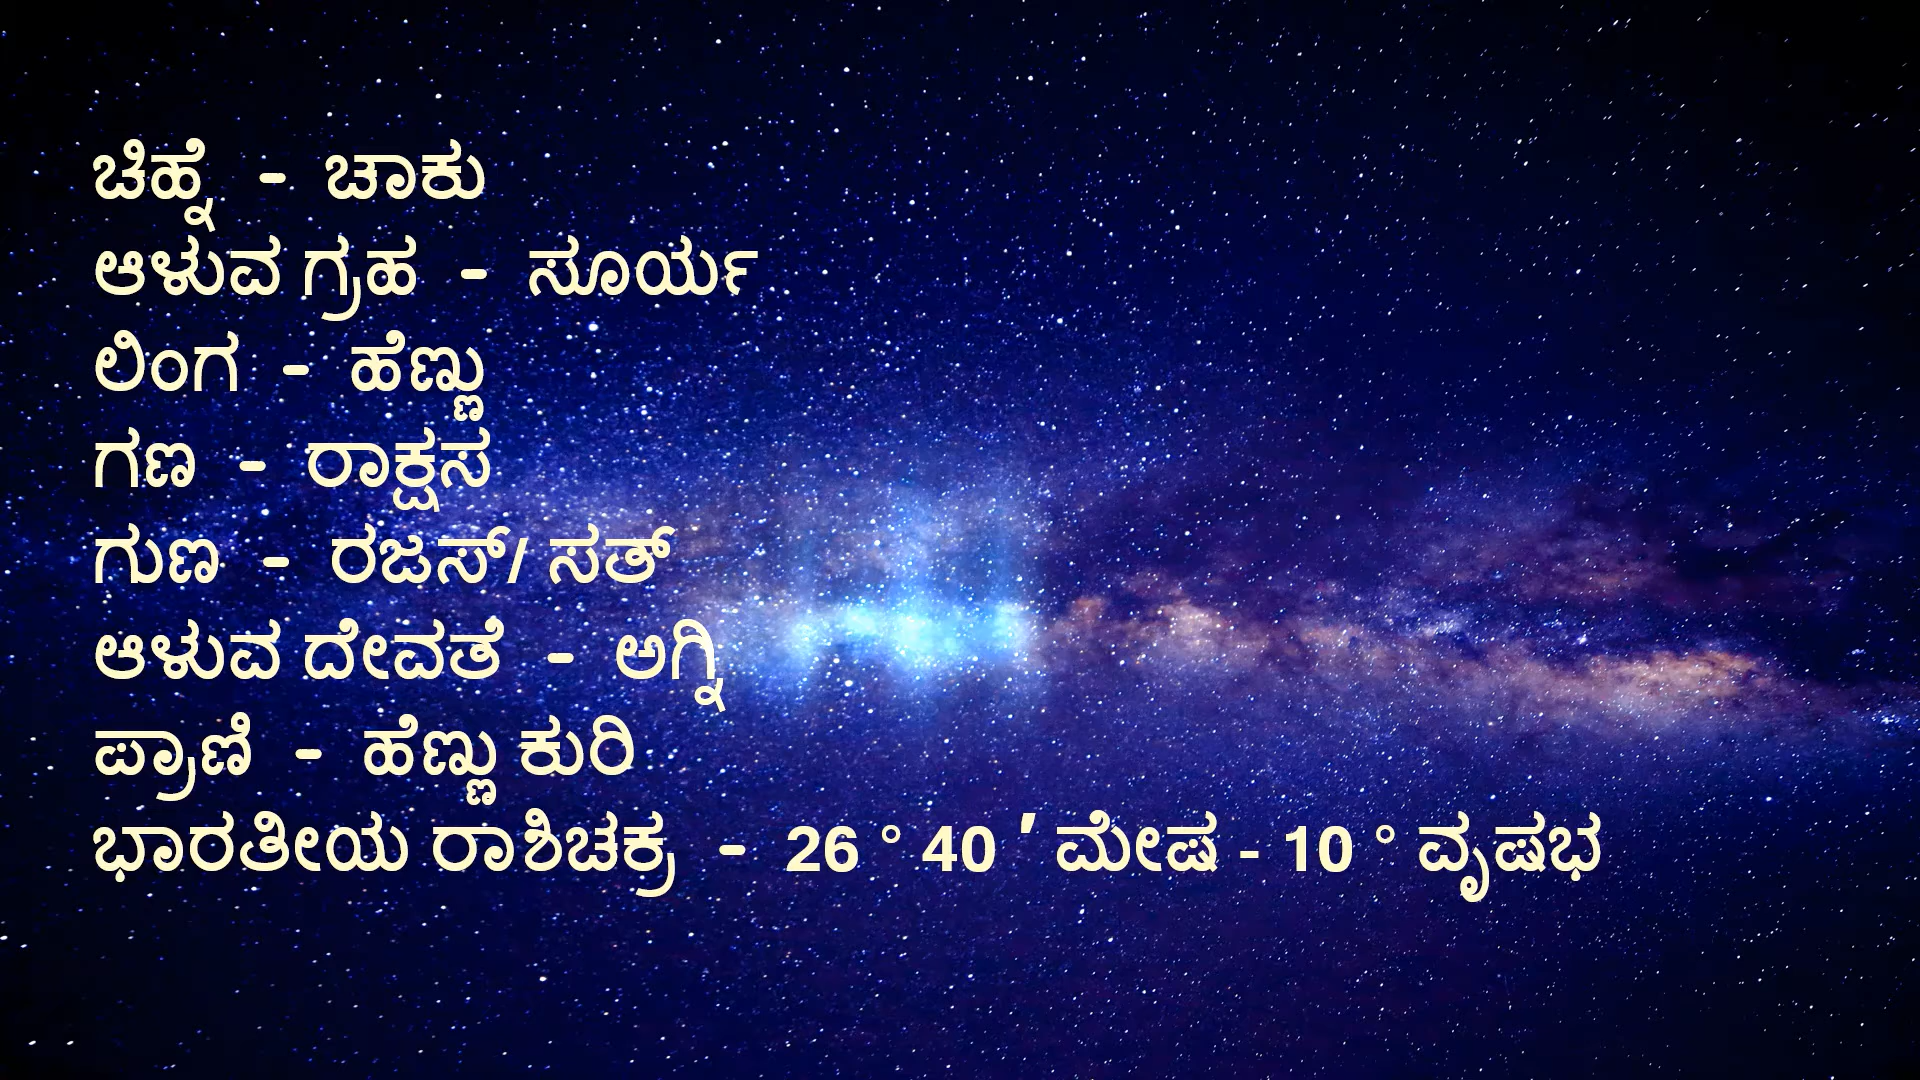 ಚಿಹ್ನೆ - ಚಾಕು
ಆಳುವ ಗ್ರಹ - ಸೂರ್ಯ
ಲಿಂಗ - ಹೆಣ್ಣು
ಗಣ - ರಾಕ್ಷಸ
ಗುಣ - ರಜಸ್/ ಸತ್
ಆಳುವ ದೇವತೆ - ಅಗ್ನಿ
ಪ್ರಾಣಿ - ಹೆಣ್ಣು ಕುರಿ
ಭಾರತೀಯ ರಾಶಿಚಕ್ರ - 26 ° 40 ′ ಮೇಷ - 10 ° ವೃಷಭ